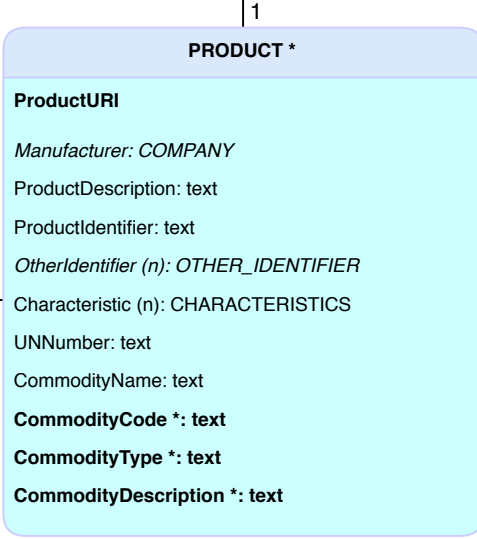 1
PRODUCT *
ProductURI
Manufacturer: COMPANY
ProductDescription: text
ProductIdentifier: text
OtherIdentifier (n): OTHER_IDENTIFIER
Characteristic (n): CHARACTERISTICS
UNNumber: text
CommodityName: text
CommodityCode *: text
CommodityType *: text
CommodityDescription *: text